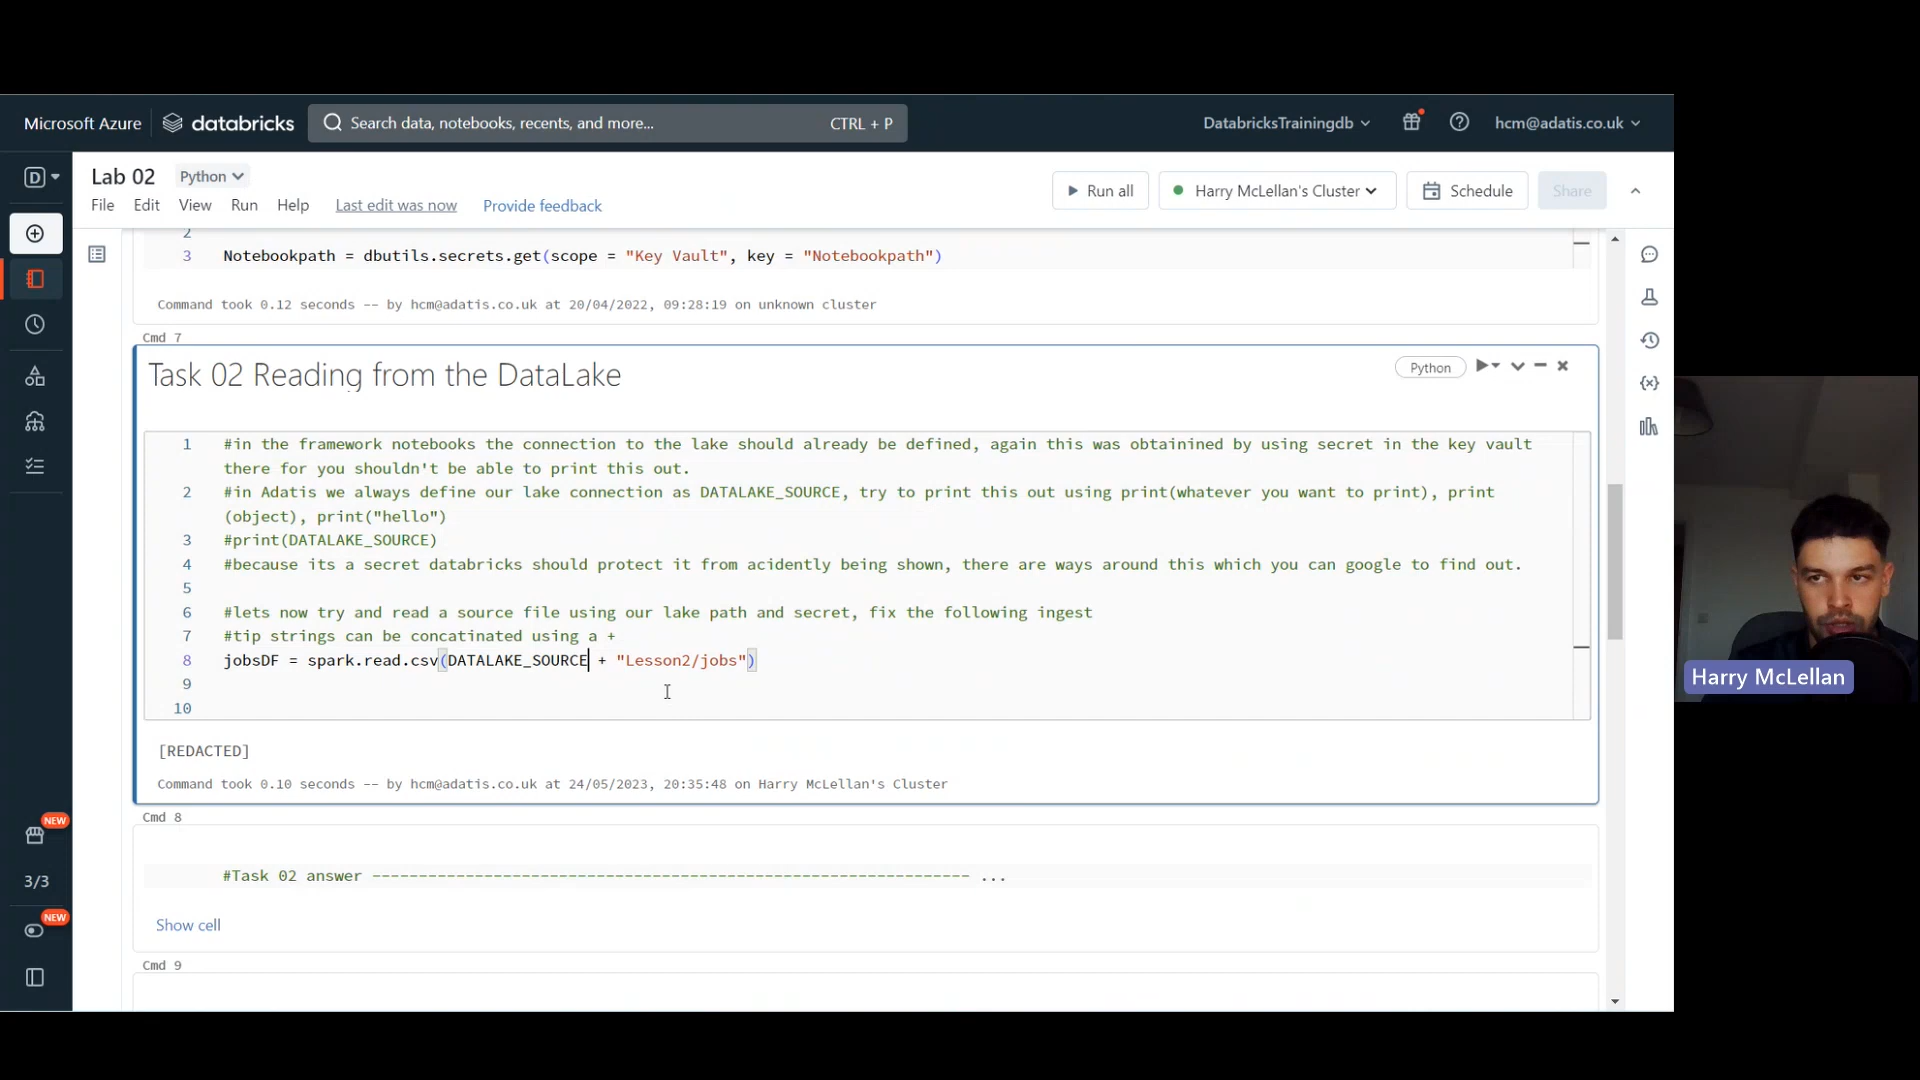 Microsoft Azure
databricks
Search data, notebooks, recents, and more...
CTRL + P
DatabricksTrainingdb
hcm@adatis.co.uk
D
Lab 02
Python
File
Edit
View
Run
Help
Last edit was now
Provide feedback
Run all
Harry McLellan's Cluster
Schedule
Share
2
3 Notebookpath = dbutils.secrets.get(scope = "Key Vault", key = "Notebookpath")
Command took 0.12 seconds -- by hcm@adatis.co.uk at 20/04/2022, 09:28:19 on unknown cluster
Cmd 7
Task 02 Reading from the DataLake
Python
1 #in the framework notebooks the connection to the lake should already be defined, again this was obtainined by using secret in the key vault
there for you shouldn't be able to print this out.
2 #in Adatis we always define our lake connection as DATALAKE_SOURCE, try to print this out using print(whatever you want to print), print
(object), print("hello")
3 #print(DATALAKE_SOURCE)
4 #because its a secret databricks should protect it from acidently being shown, there are ways around this which you can google to find out.
5
6 #lets now try and read a source file using our lake path and secret, fix the following ingest
7 #tip strings can be concatinated using a +
8 jobsDF = spark.read.csv(DATALAKE_SOURCE + "Lesson2/jobs")
9
10
[REDACTED]
Command took 0.10 seconds -- by hcm@adatis.co.uk at 24/05/2023, 20:35:48 on Harry McLellan's Cluster
Cmd 8
#Task 02 answer ---------------------------------------------------------------- ...
Show cell
Cmd 9
NEW
3/3
NEW
Harry McLellan